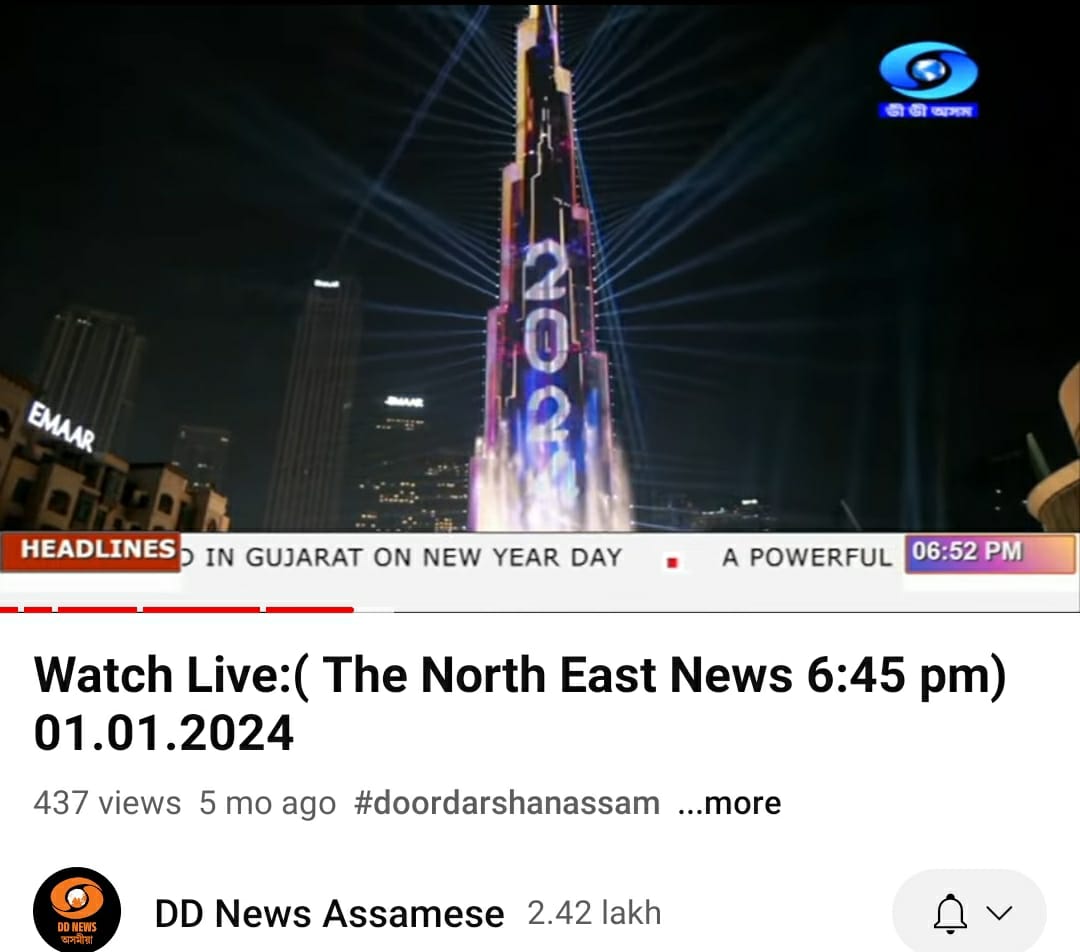 ডী ডী অসম
2024
EMAAR
EMAAR
HEADLINES
D IN GUJARAT ON NEW YEAR DAY
A POWERFUL
06:52 PM
Watch Live:( The North East News 6:45 pm)
01.01.2024
437 views 5 mo ago #doordarshanassam ...more
DD NEWS
অসমীয়া
DD News Assamese 2.42 lakh